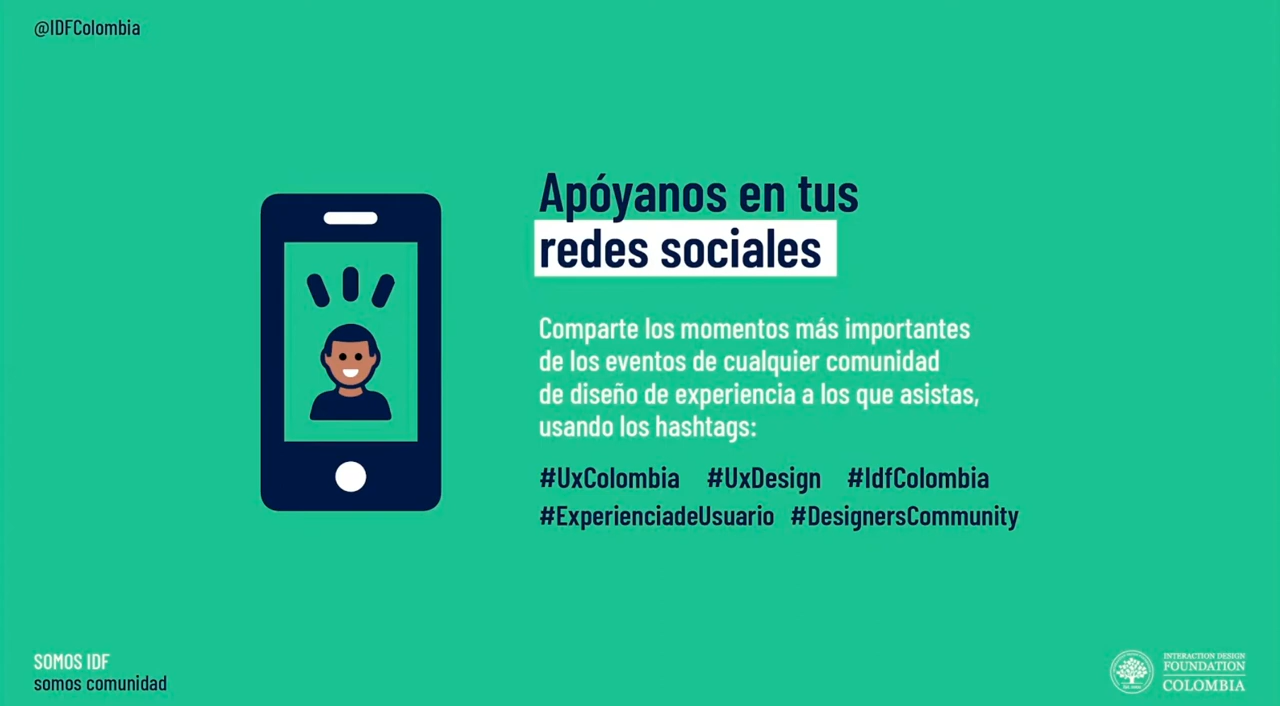 @IDFColombia
Apóyanos en tus
redes sociales
Comparte los momentos más importantes
de los eventos de cualquier comunidad
de diseño de experiencia a los que asistas,
usando los hashtags:
#UxColombia #UxDesign #IdfColombia
#ExperienciadeUsuario #DesignersCommunity
SOMOS IDF
somos comunidad
INTERACTION DESIGN
FOUNDATION
COLOMBIA